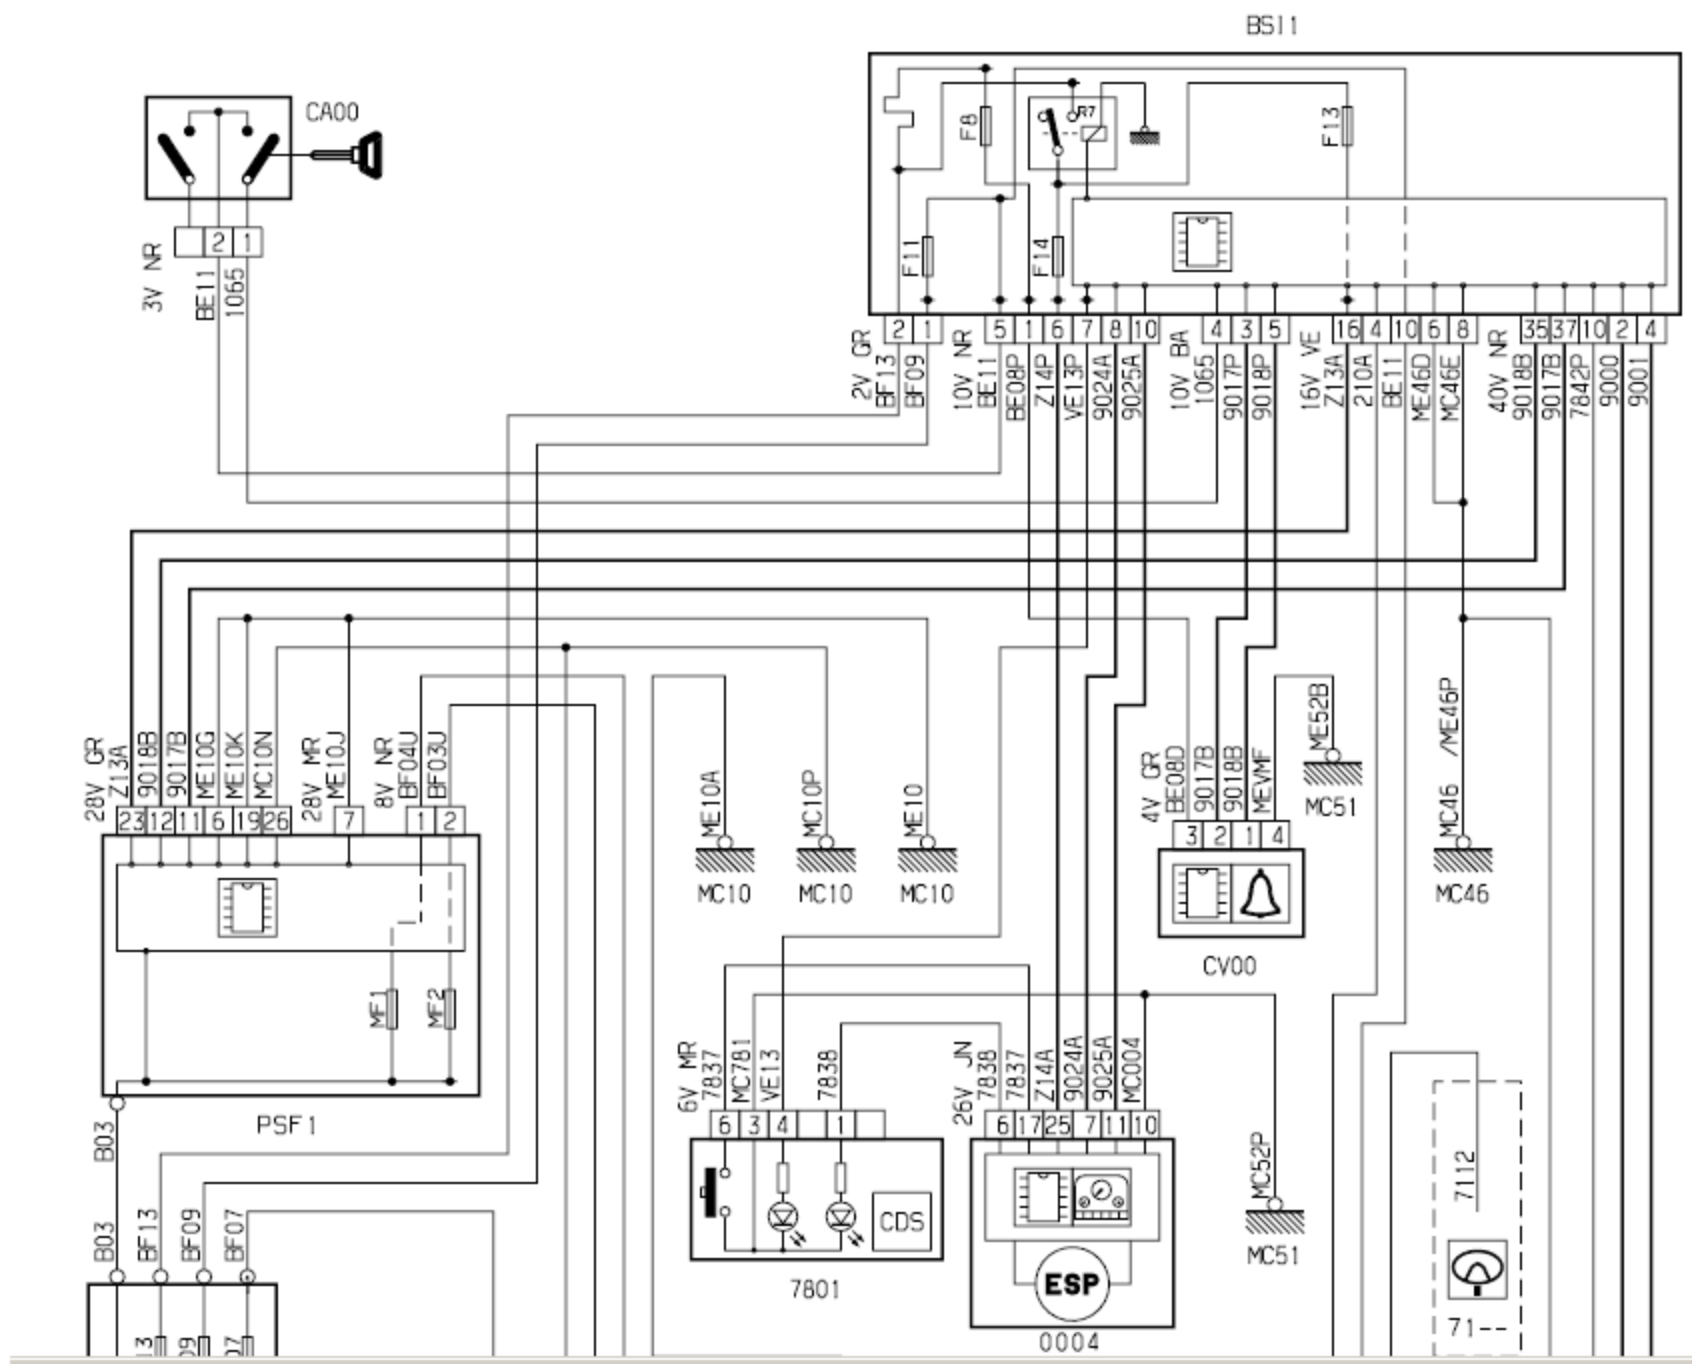 BSI1
CA00
F8
R7
F13
F11
F14
2 1
3V NR
BE11
1065
2 1 5 1 6 7 8 10 4 3 5 16 4 10 6 8 35 37 10 2 4
2V GR
BF13
BF09
10V NR
BE11
BE08P
Z14P
VE13P
9024A
9025A
10V BA
1065
9017P
9018P
16V VE
Z13A
210A
BE11
ME46D
MC46E
40V NR
9018B
9017B
7842P
9000
9001
28V GR
Z13A
9018B
9017B
ME10G
ME10K
MC10N
28V MR
ME10J
8V NR
BF04U
BF03U
23 12 11 6 19 26 7 1 2
ME10A
MC10P
ME10
MC10
MC10
MC10
4V GR
BE08D
9017B
9018B
MEVMF
3 2 1 4
ME52B
MC51
MC46 /ME46P
MC46
CV00
MF1
MF2
PSF1
B03
6V MR
7837
MC781
VE13
7838
6 3 4 1
CDS
7801
26V JN
7838
7837
Z14A
9024A
9025A
MC004
6 17 25 7 11 10
ESP
0004
MC52P
MC51
7112
71--
B03
BF13
BF09
BF07
13
09
07